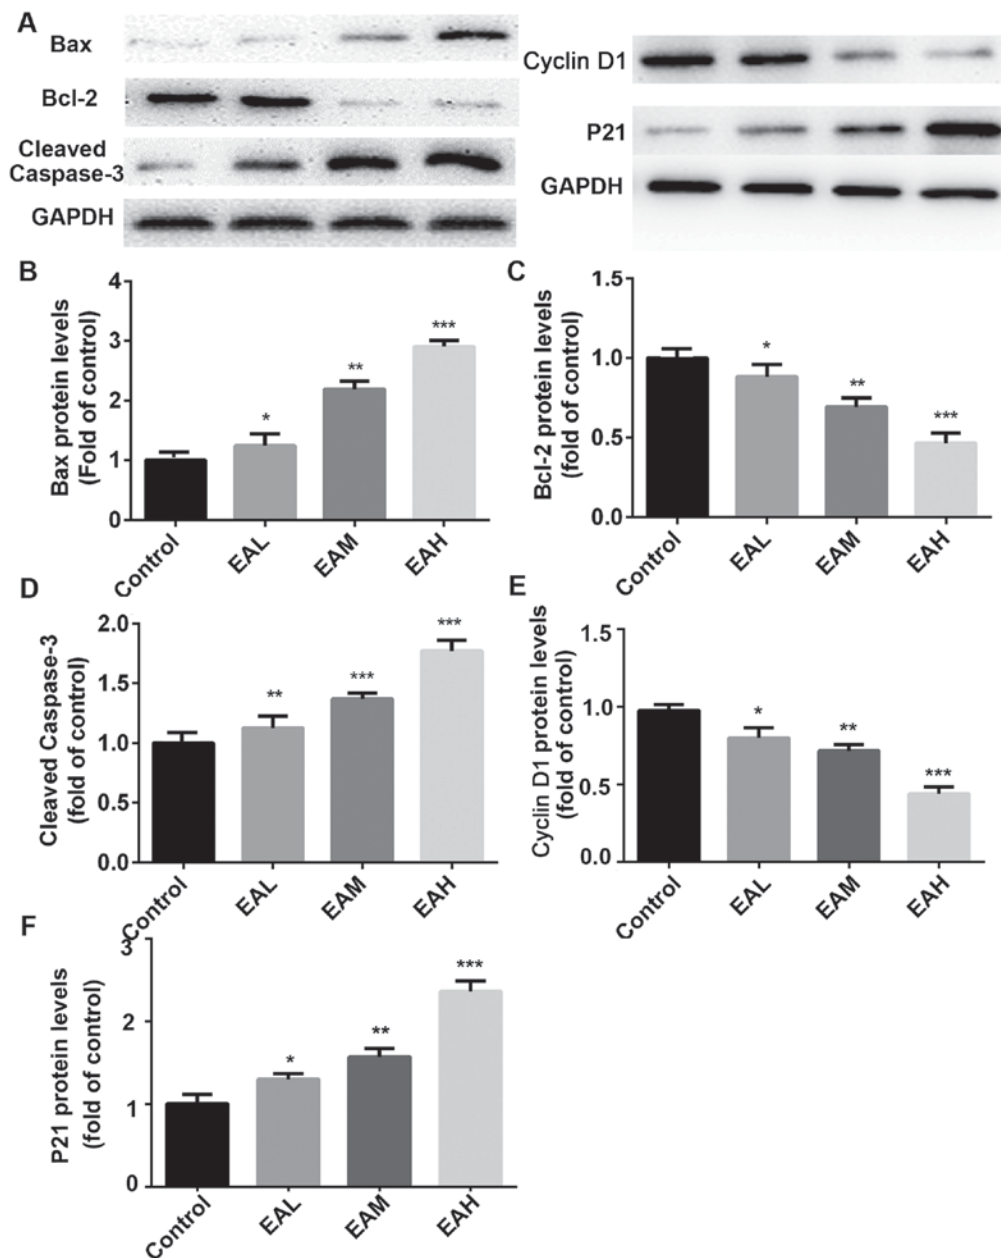 A
Bax
Bcl-2
Cleaved
Caspase-3
GAPDH
Cyclin D1
P21
GAPDH
B
Bax protein levels
(Fold of control)
4
3
2
1
0
*
**
***
Control
EAL
EAM
EAH
C
Bcl-2 protein levels
(fold of control)
1.5
1.0
0.5
0.0
*
**
***
Control
EAL
EAM
EAH
D
Cleaved Caspase-3
(fold of control)
2.0
1.5
1.0
0.5
0.0
**
***
***
Control
EAL
EAM
EAH
E
Cyclin D1 protein levels
(fold of control)
1.5
1.0
0.5
0.0
*
**
***
Control
EAL
EAM
EAH
F
P21 protein levels
(fold of control)
3
2
1
0
*
**
***
Control
EAL
EAM
EAH